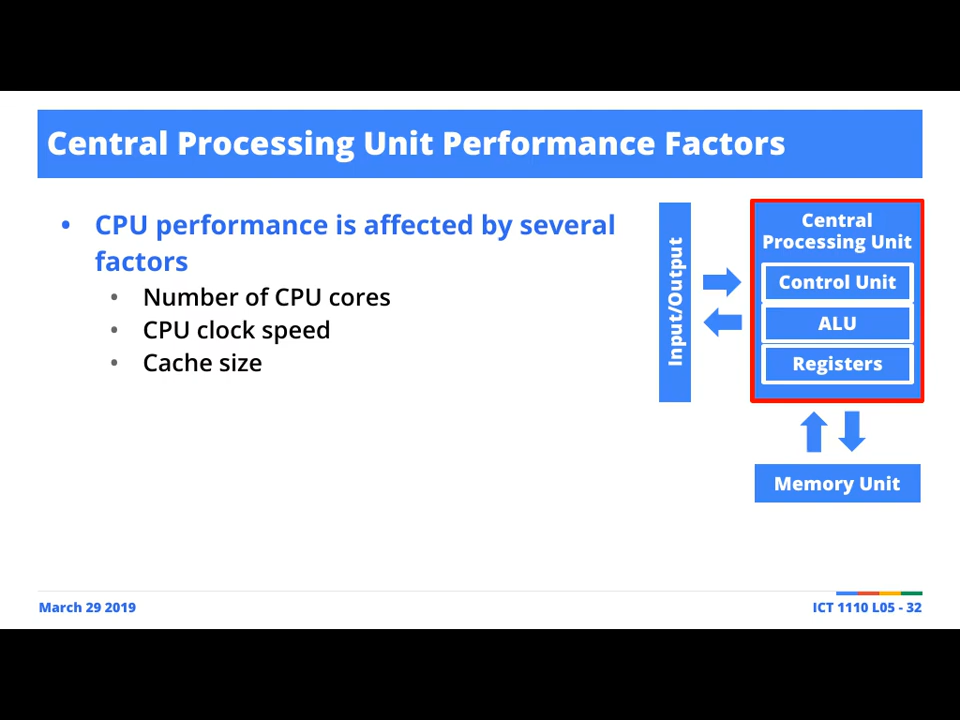 Central Processing Unit Performance Factors
• CPU performance is affected by several
factors
• Number of CPU cores
• CPU clock speed
• Cache size
Input/Output
Central
Processing Unit
Control Unit
ALU
Registers
Memory Unit
March 29 2019
ICT 1110 L05 - 32